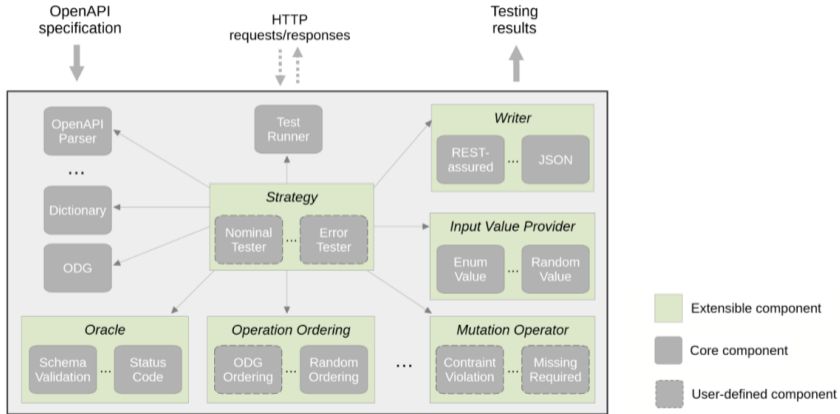 OpenAPI
specification
HTTP
requests/responses
Testing
results
OpenAPI
Parser
...
Dictionary
ODG
Test
Runner
Writer
REST-
assured
...
JSON
Strategy
Nominal
Tester
...
Error
Tester
Input Value Provider
Enum
Value
...
Random
Value
Oracle
Schema
Validation
...
Status
Code
Operation Ordering
ODG
Ordering
...
Random
Ordering
...
Mutation Operator
Contraint
Violation
...
Missing
Required
Extensible component
Core component
User-defined component